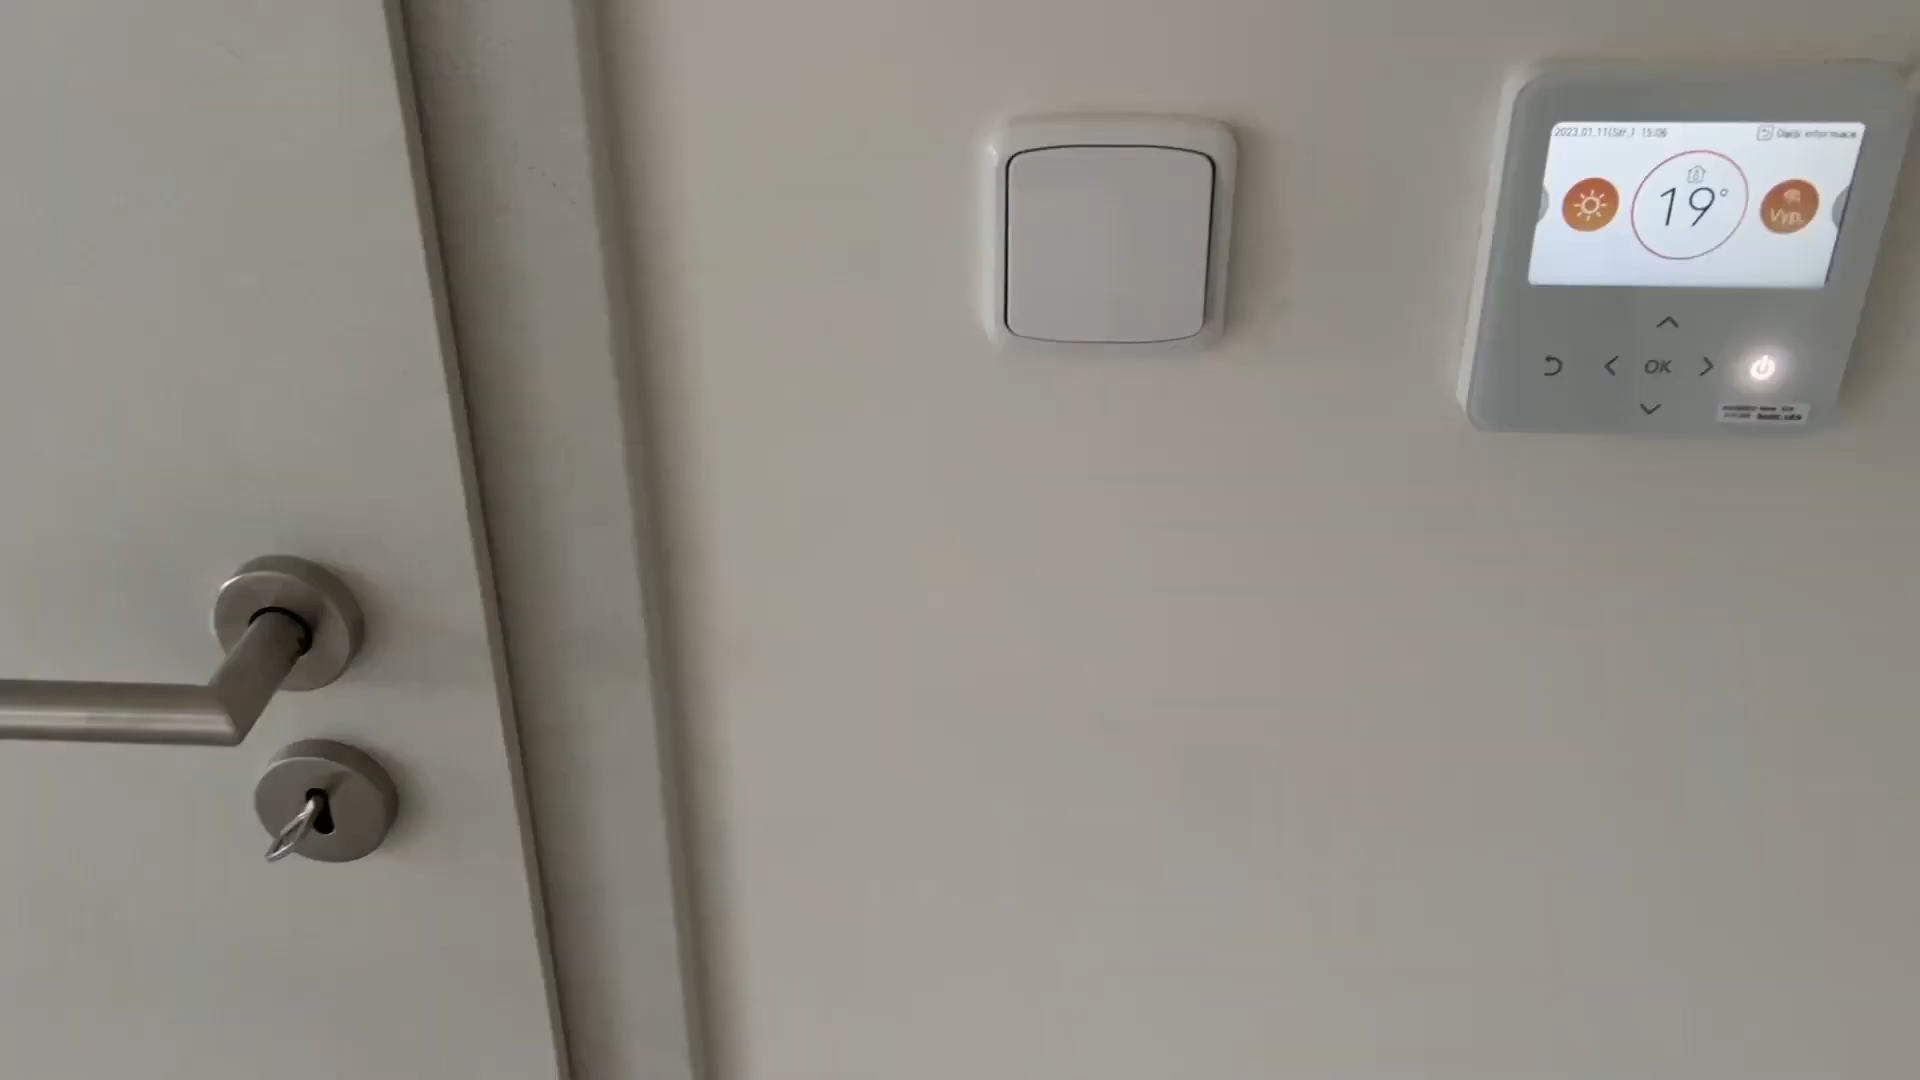 2023.01.11(Stř.) 15:06
Další informace
19°
Vyp.
OK